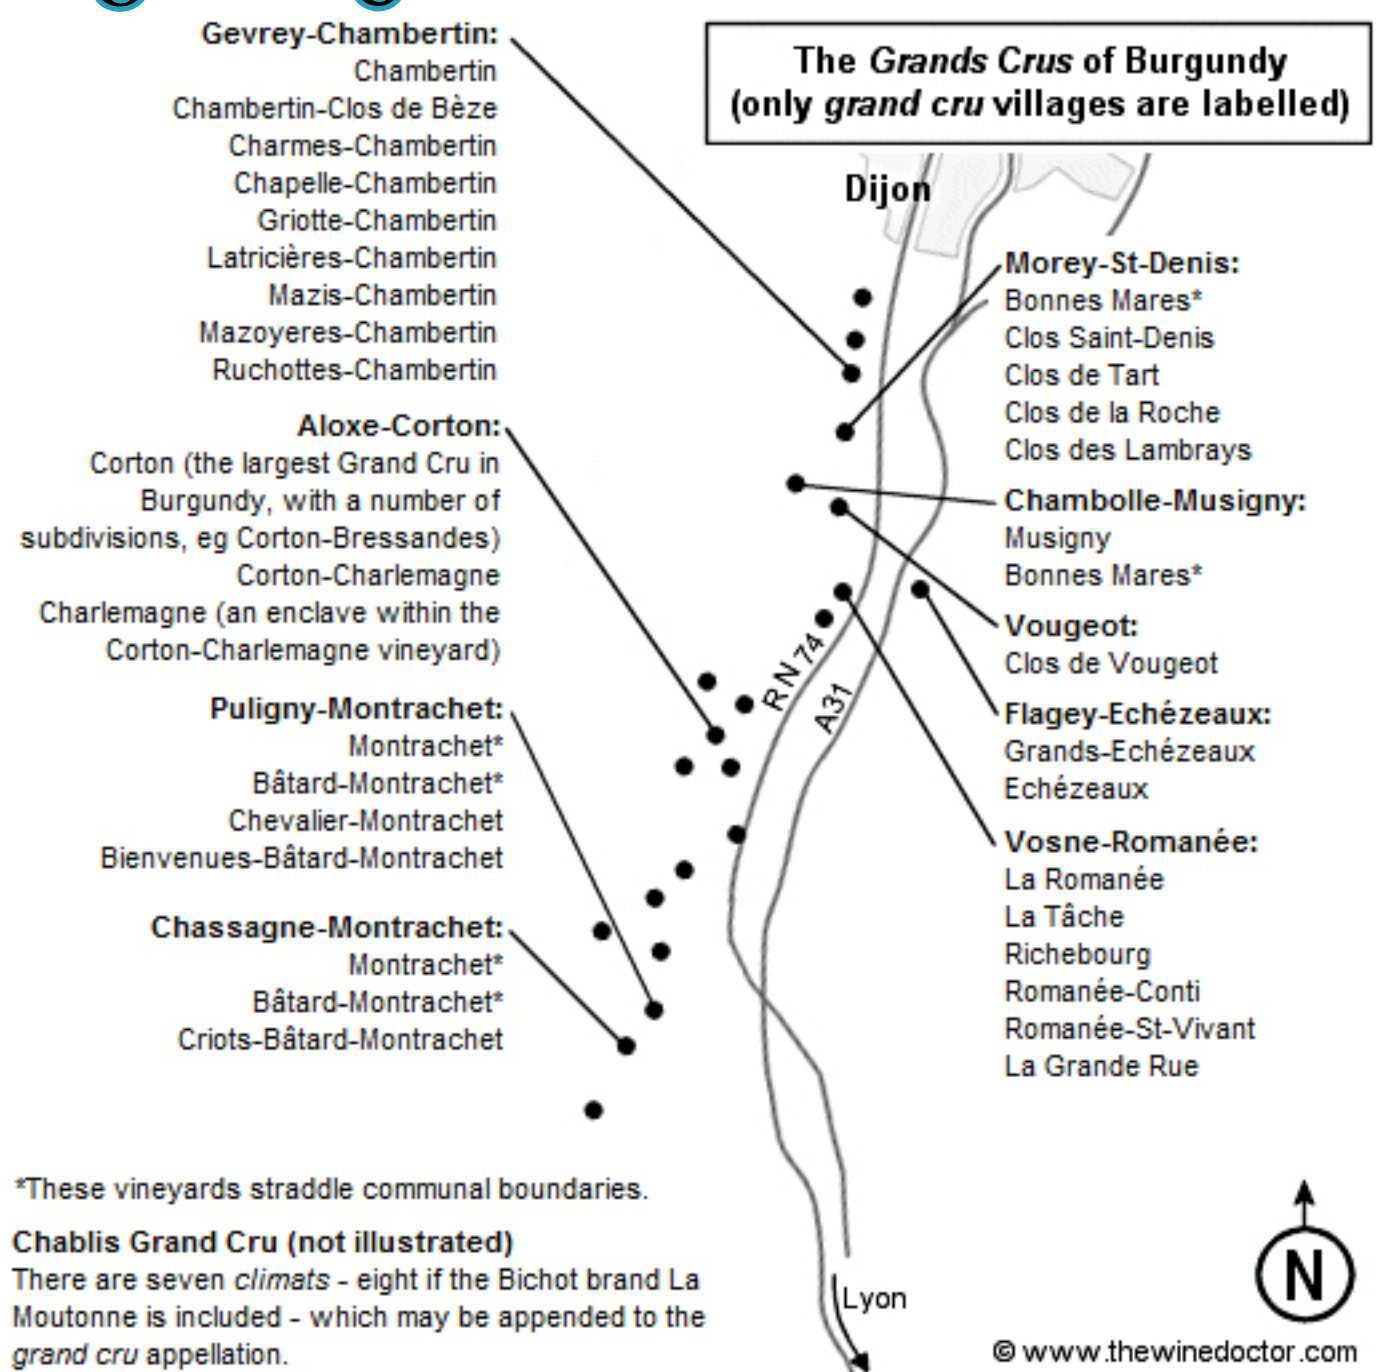 The Grands Crus of Burgundy
(only grand cru villages are labelled)
Gevrey-Chambertin:
Chambertin
Chambertin-Clos de Bèze
Charmes-Chambertin
Chapelle-Chambertin
Griotte-Chambertin
Latricières-Chambertin
Mazis-Chambertin
Mazoyeres-Chambertin
Ruchottes-Chambertin
Aloxe-Corton:
Corton (the largest Grand Cru in
Burgundy, with a number of
subdivisions, eg Corton-Bressandes)
Corton-Charlemagne
Charlemagne (an enclave within the
Corton-Charlemagne vineyard)
Puligny-Montrachet:
Montrachet*
Bâtard-Montrachet*
Chevalier-Montrachet
Bienvenues-Bâtard-Montrachet
Chassagne-Montrachet:
Montrachet*
Bâtard-Montrachet*
Criots-Bâtard-Montrachet
Dijon
RN74
A31
Lyon
Morey-St-Denis:
Bonnes Mares*
Clos Saint-Denis
Clos de Tart
Clos de la Roche
Clos des Lambrays
Chambolle-Musigny:
Musigny
Bonnes Mares*
Vougeot:
Clos de Vougeot
Flagey-Echézeaux:
Grands-Echézeaux
Echézeaux
Vosne-Romanée:
La Romanée
La Tâche
Richebourg
Romanée-Conti
Romanée-St-Vivant
La Grande Rue
*These vineyards straddle communal boundaries.
Chablis Grand Cru (not illustrated)
There are seven climats - eight if the Bichot brand La
Moutonne is included - which may be appended to the
grand cru appellation.
N
© www.thewinedoctor.com